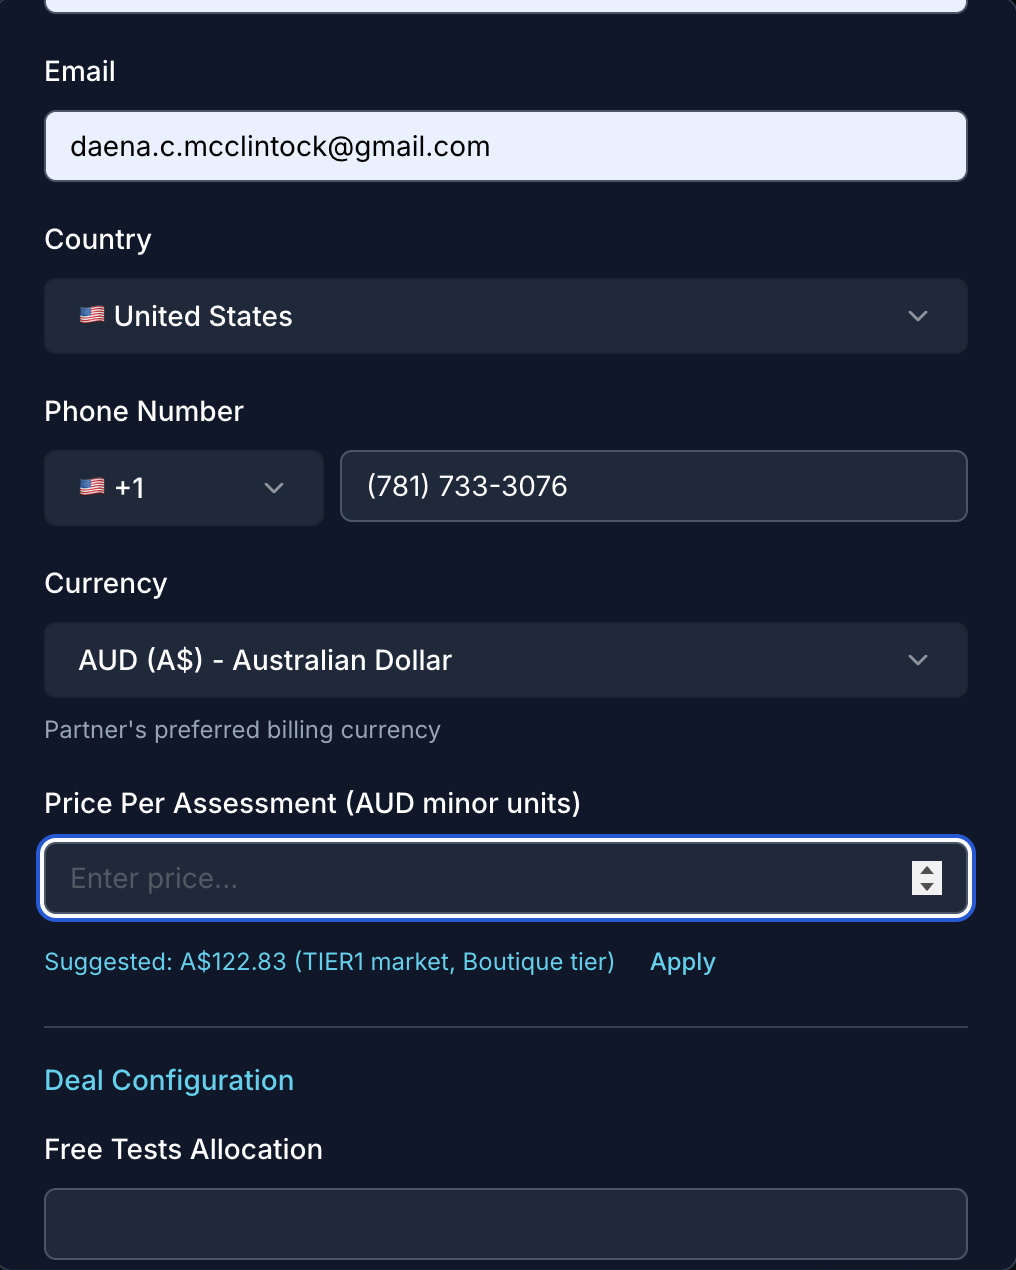 Email
daena.c.mcclintock@gmail.com
Country
🇺🇸 United States
Phone Number
🇺🇸 +1
(781) 733-3076
Currency
AUD (A$) - Australian Dollar
Partner's preferred billing currency
Price Per Assessment (AUD minor units)
Enter price...
Suggested: A$122.83 (TIER1 market, Boutique tier) Apply
Deal Configuration
Free Tests Allocation